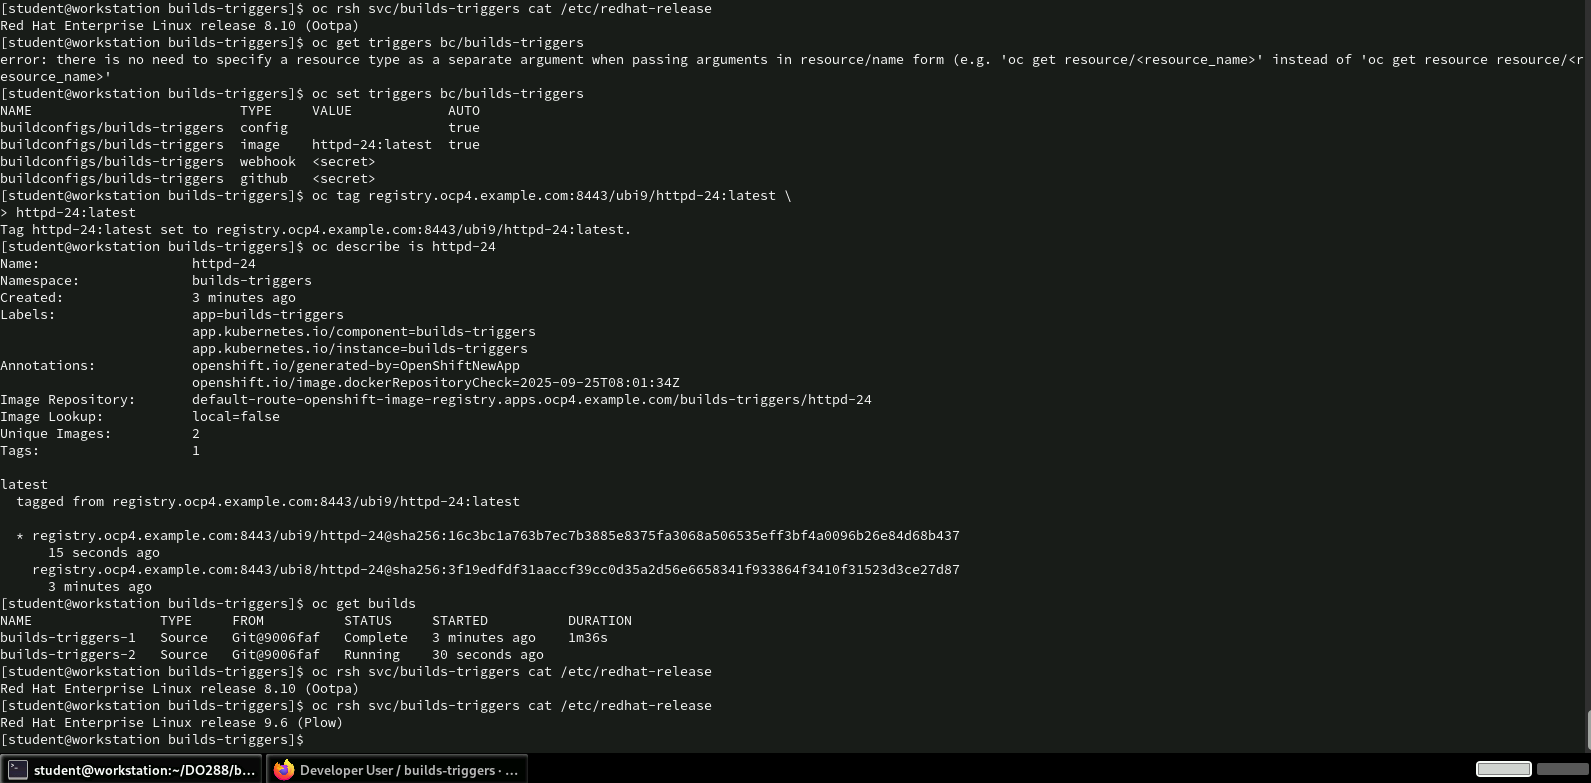 [student@workstation builds-triggers]$ oc rsh svc/builds-triggers cat /etc/redhat-release
Red Hat Enterprise Linux release 8.10 (Ootpa)
[student@workstation builds-triggers]$ oc get triggers bc/builds-triggers
error: there is no need to specify a resource type as a separate argument when passing arguments in resource/name form (e.g. 'oc get resource/<resource_name>' instead of 'oc get resource resource/<r
esource_name>'
[student@workstation builds-triggers]$ oc set triggers bc/builds-triggers
NAME                          TYPE     VALUE            AUTO
buildconfigs/builds-triggers  config                    true
buildconfigs/builds-triggers  image    httpd-24:latest  true
buildconfigs/builds-triggers  webhook  <secret>
buildconfigs/builds-triggers  github   <secret>
[student@workstation builds-triggers]$ oc tag registry.ocp4.example.com:8443/ubi9/httpd-24:latest \
> httpd-24:latest
Tag httpd-24:latest set to registry.ocp4.example.com:8443/ubi9/httpd-24:latest.
[student@workstation builds-triggers]$ oc describe is httpd-24
Name:                   httpd-24
Namespace:              builds-triggers
Created:                3 minutes ago
Labels:                 app=builds-triggers
                        app.kubernetes.io/component=builds-triggers
                        app.kubernetes.io/instance=builds-triggers
Annotations:            openshift.io/generated-by=OpenShiftNewApp
                        openshift.io/image.dockerRepositoryCheck=2025-09-25T08:01:34Z
Image Repository:       default-route-openshift-image-registry.apps.ocp4.example.com/builds-triggers/httpd-24
Image Lookup:           local=false
Unique Images:          2
Tags:                   1

latest
  tagged from registry.ocp4.example.com:8443/ubi9/httpd-24:latest

  * registry.ocp4.example.com:8443/ubi9/httpd-24@sha256:16c3bc1a763b7ec7b3885e8375fa3068a506535eff3bf4a0096b26e84d68b437
      15 seconds ago
    registry.ocp4.example.com:8443/ubi8/httpd-24@sha256:3f19edfdf31aaccf39cc0d35a2d56e6658341f933864f3410f31523d3ce27d87
      3 minutes ago
[student@workstation builds-triggers]$ oc get builds
NAME                TYPE     FROM          STATUS     STARTED          DURATION
builds-triggers-1   Source   Git@9006faf   Complete   3 minutes ago    1m36s
builds-triggers-2   Source   Git@9006faf   Running    30 seconds ago
[student@workstation builds-triggers]$ oc rsh svc/builds-triggers cat /etc/redhat-release
Red Hat Enterprise Linux release 8.10 (Ootpa)
[student@workstation builds-triggers]$ oc rsh svc/builds-triggers cat /etc/redhat-release
Red Hat Enterprise Linux release 9.6 (Plow)
[student@workstation builds-triggers]$
student@workstation:~/DO288/b... Developer User / builds-triggers · ...